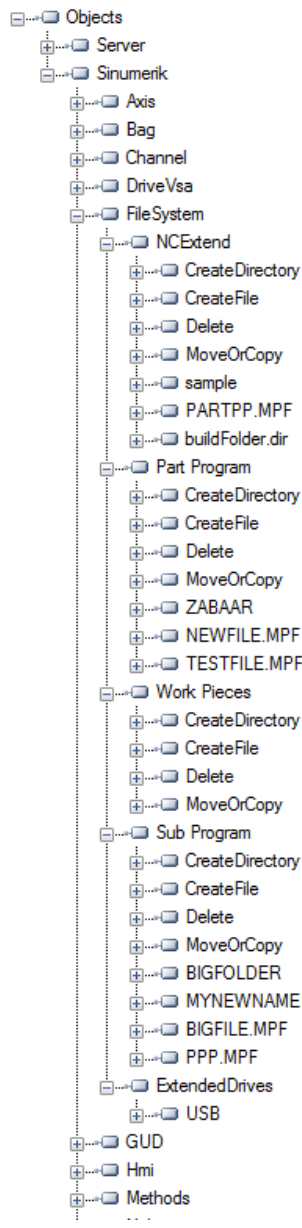 Objects
Server
Sinumerik
Axis
Bag
Channel
DriveVsa
FileSystem
NCExtend
CreateDirectory
CreateFile
Delete
MoveOrCopy
sample
PARTPP.MPF
buildFolder.dir
Part Program
CreateDirectory
CreateFile
Delete
MoveOrCopy
ZABAAR
NEWFILE.MPF
TESTFILE.MPF
Work Pieces
CreateDirectory
CreateFile
Delete
MoveOrCopy
Sub Program
CreateDirectory
CreateFile
Delete
MoveOrCopy
BIGFOLDER
MYNEWNAME
BIGFILE.MPF
PPP.MPF
ExtendedDrives
USB
GUD
Hmi
Methods